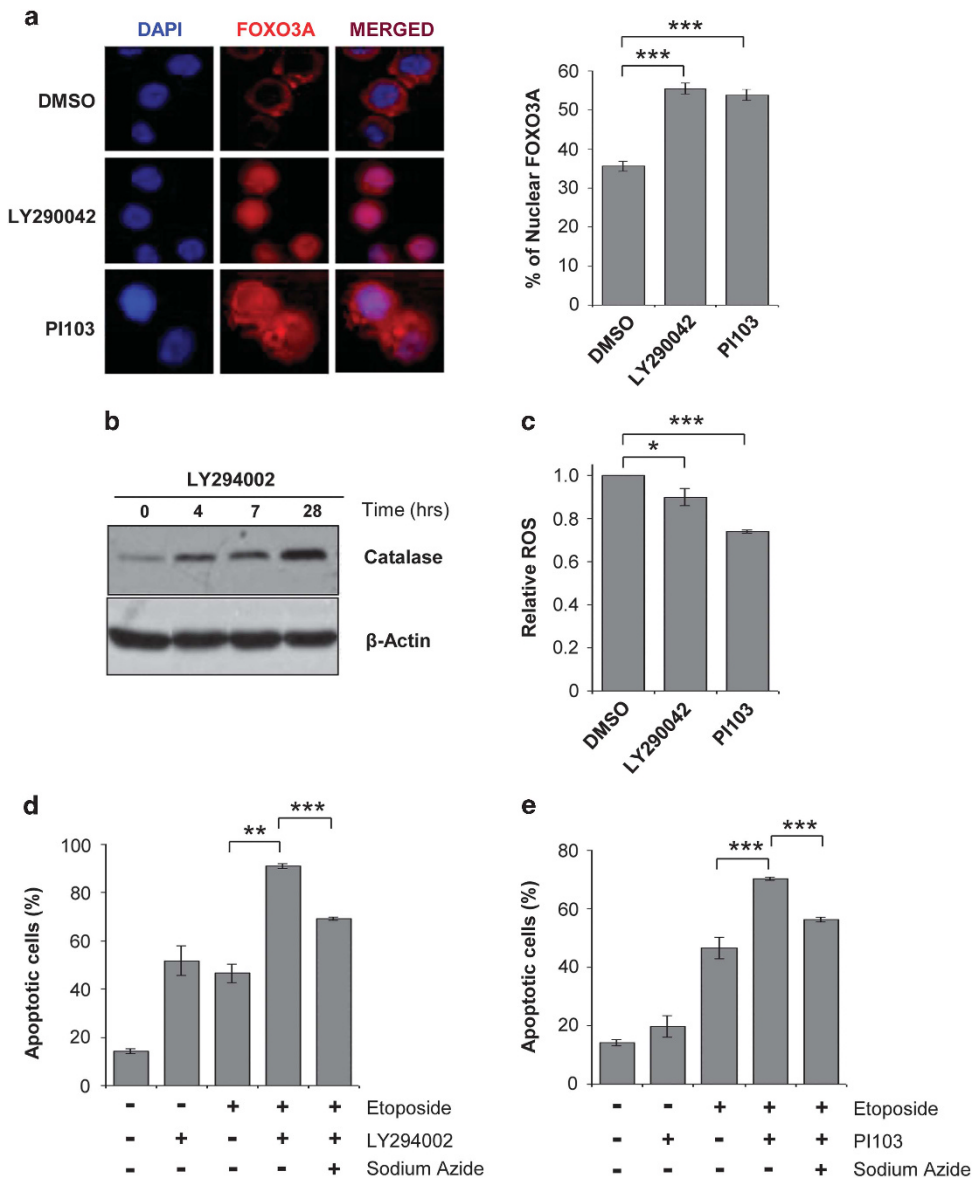 a
DAPI FOXO3A MERGED
DMSO
LY290042
PI103
% of Nuclear FOXO3A
60
50
40
30
20
10
0
*** ***
DMSO LY290042 PI103
b
LY294002
0 4 7 28 Time (hrs)
Catalase
β-Actin
c
Relative ROS
1.0
0.8
0.6
0.4
0.2
0
* ***
DMSO LY290042 PI103
d
Apoptotic cells (%)
100
80
60
40
20
0
** ***
- - + + + Etoposide
- + - + + LY294002
- - - - + Sodium Azide
e
Apoptotic cells (%)
80
60
40
20
0
*** ***
- - + + + Etoposide
- + - + + PI103
- - - - + Sodium Azide